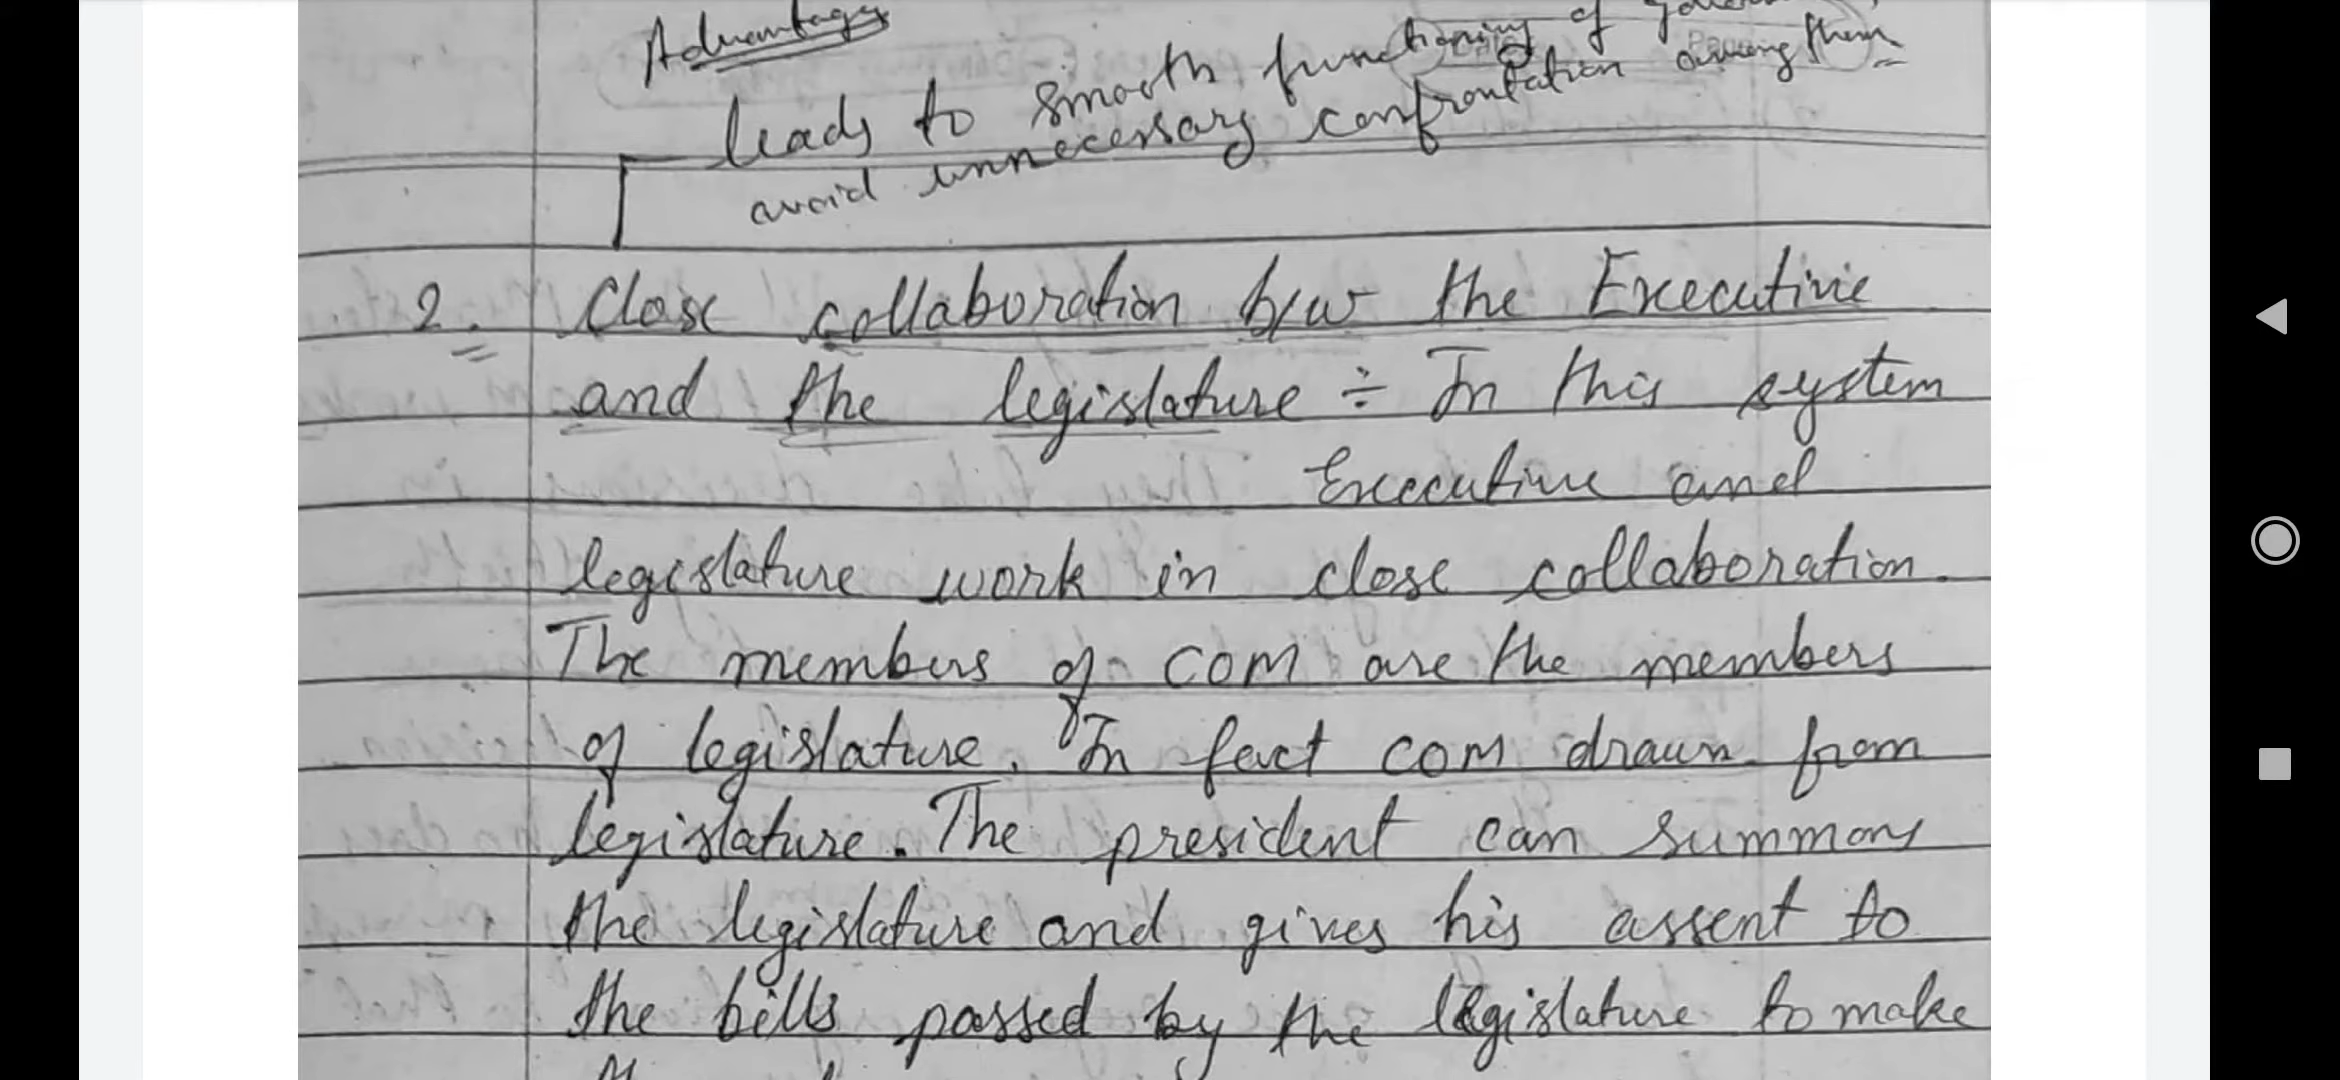 Advantages
leads to smooth functioning of
avoid unnecessary confrontation among them
2. Close collaboration b/w the Executive
and the legislature ÷ In this system
Executive and
legislature work in close collaboration.
The members of COM are the members
of legislature. In fact COM drawn from
legislature. The president can summons
the legislature and gives his assent to
the bills passed by the legislature to make